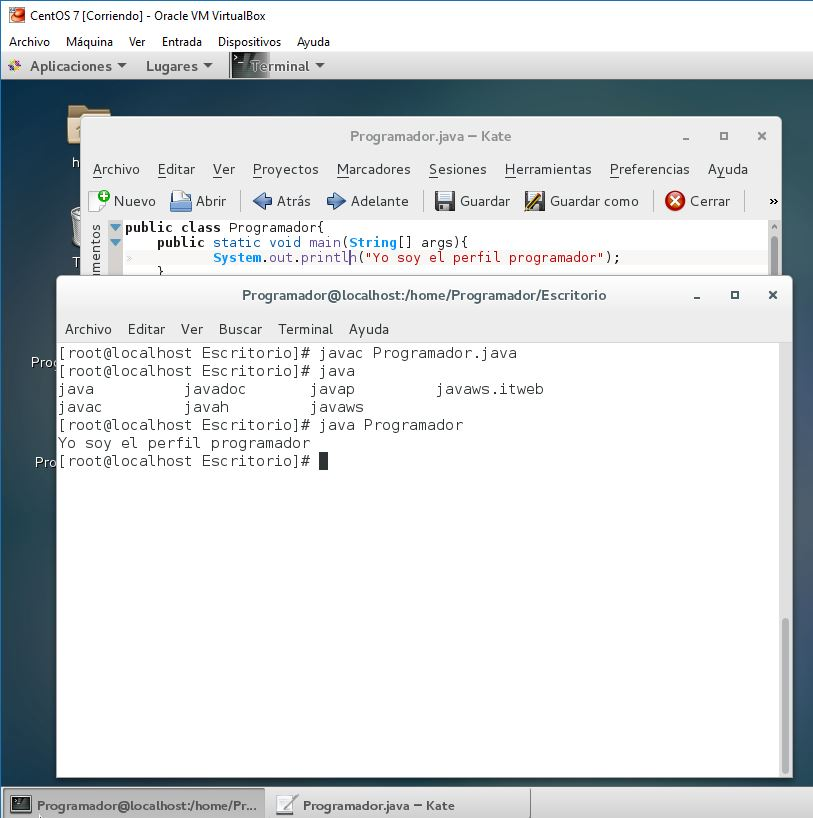 CentOS 7 [Corriendo] - Oracle VM VirtualBox
Archivo Máquina Ver Entrada Dispositivos Ayuda
Aplicaciones Lugares Terminal
Programador.java — Kate
Archivo Editar Ver Proyectos Marcadores Sesiones Herramientas Preferencias Ayuda
Nuevo Abrir Atrás Adelante Guardar Guardar como Cerrar »
public class Programador{
public static void main(String[] args){
System.out.println("Yo soy el perfil programador");
}
umentos
h
T
Pro
Pro
Programador@localhost:/home/Programador/Escritorio
Archivo Editar Ver Buscar Terminal Ayuda
[root@localhost Escritorio]# javac Programador.java
[root@localhost Escritorio]# java
java javadoc javap javaws.itweb
javac javah javaws
[root@localhost Escritorio]# java Programador
Yo soy el perfil programador
[root@localhost Escritorio]#
Programador@localhost:/home/Pr... Programador.java — Kate